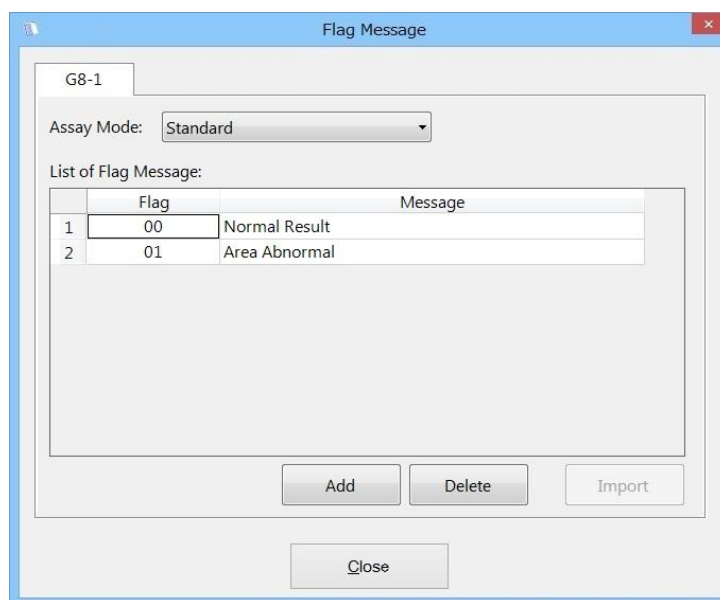 Flag Message
G8-1
Assay Mode: Standard
List of Flag Message:
Flag Message
1 00 Normal Result
2 01 Area Abnormal
Add Delete Import
Close